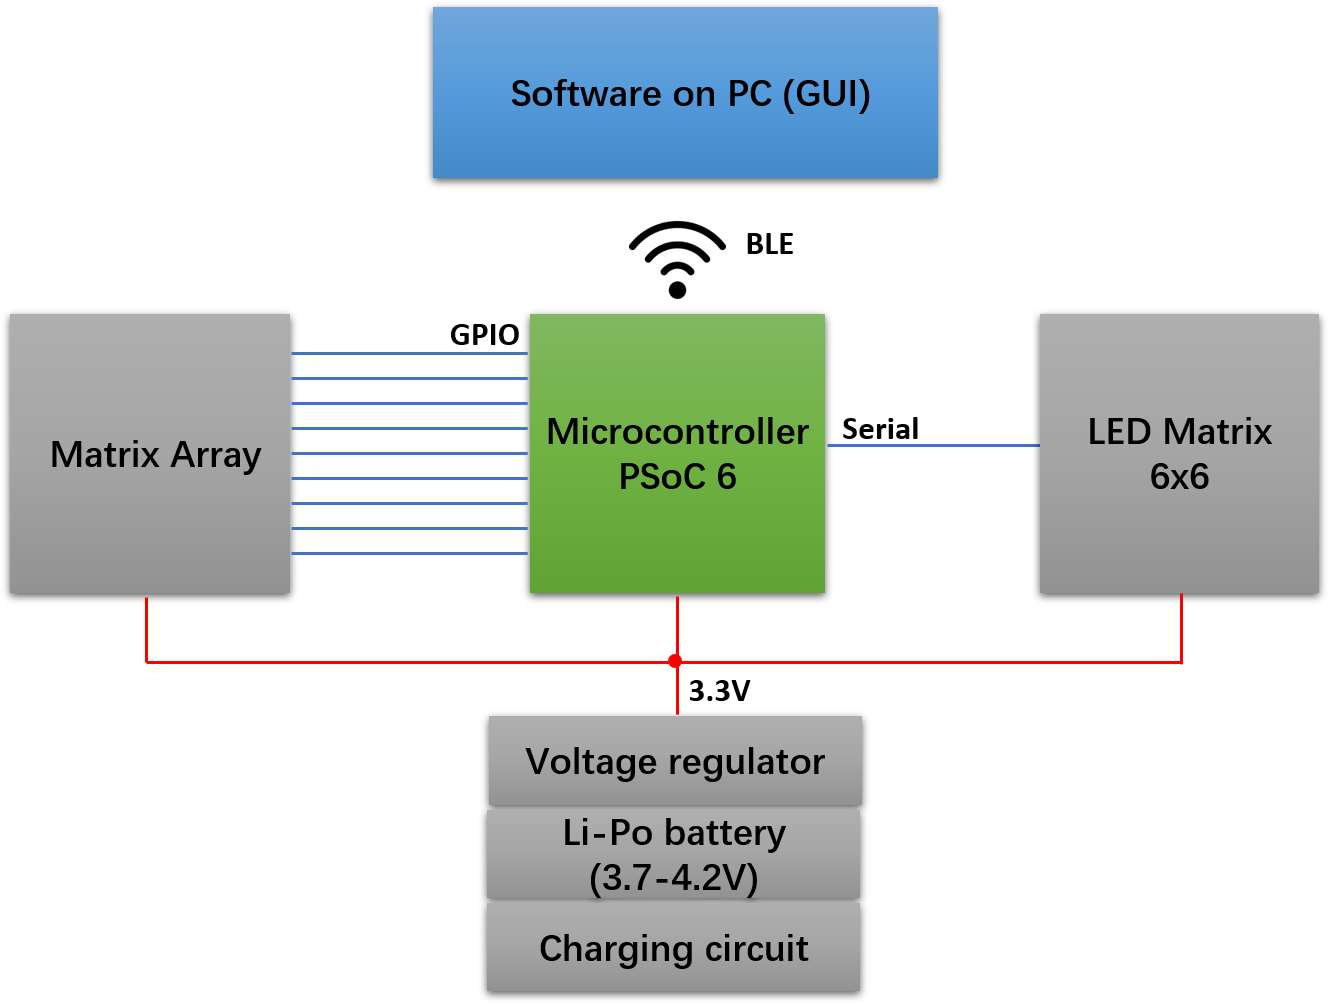 Software on PC (GUI)
BLE
GPIO
Matrix Array
Microcontroller
PSoC 6
Serial
LED Matrix
6x6
3.3V
Voltage regulator
Li-Po battery
(3.7-4.2V)
Charging circuit